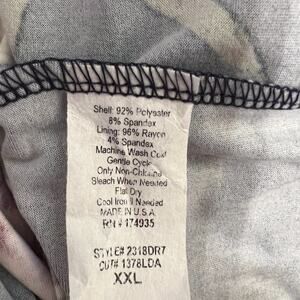 Shell: 92% Polyester
8% Spandex
Lining: 96% Rayon
4% Spandex
Machine Wash Cold
Gentle Cycle
Only Non-Chlorine
Bleach When Needed
Flat Dry
Cool Iron If Needed
MADE IN U.S.A.
RN# 174935
STYLE# 2318DR7
CUT# 1378LDA
XXL